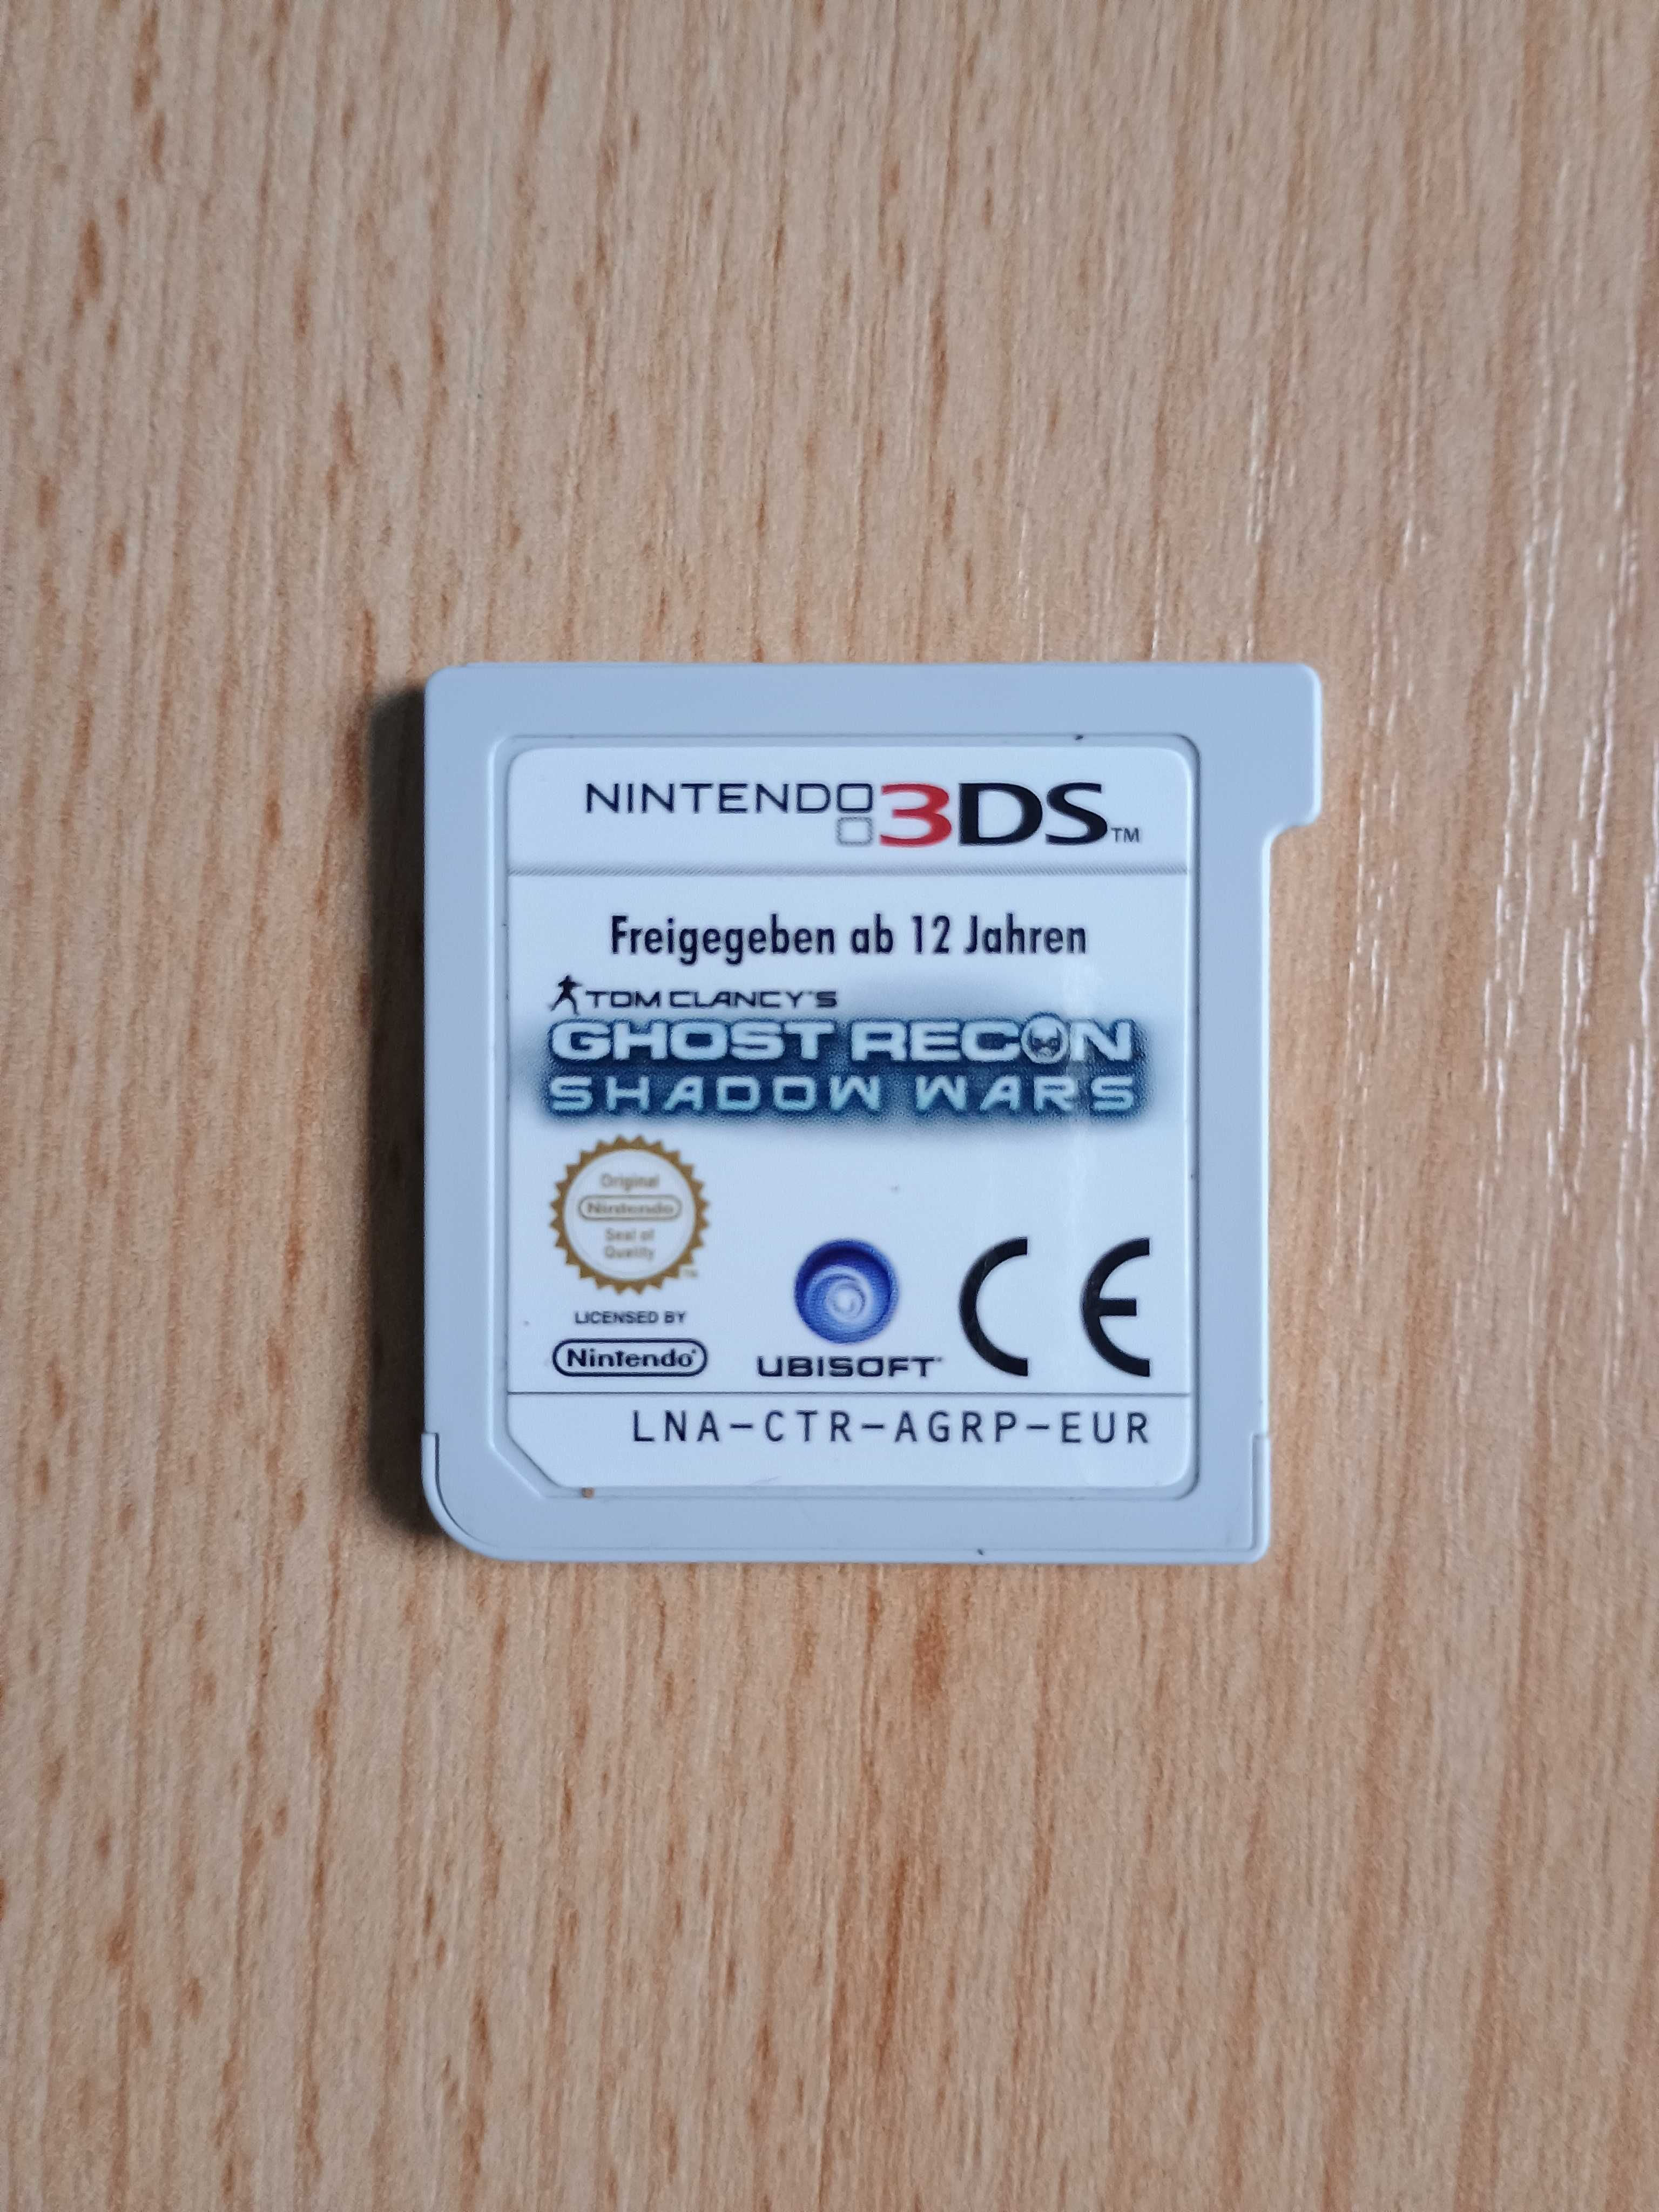 NINTENDO 3DS™
Freigegeben ab 12 Jahren
TOM CLANCY'S
GHOST RECON
SHADOW WARS
Original
Nintendo
Seal of
Quality
TM
LICENSED BY
Nintendo®
UBISOFT
CE
LNA-CTR-AGRP-EUR